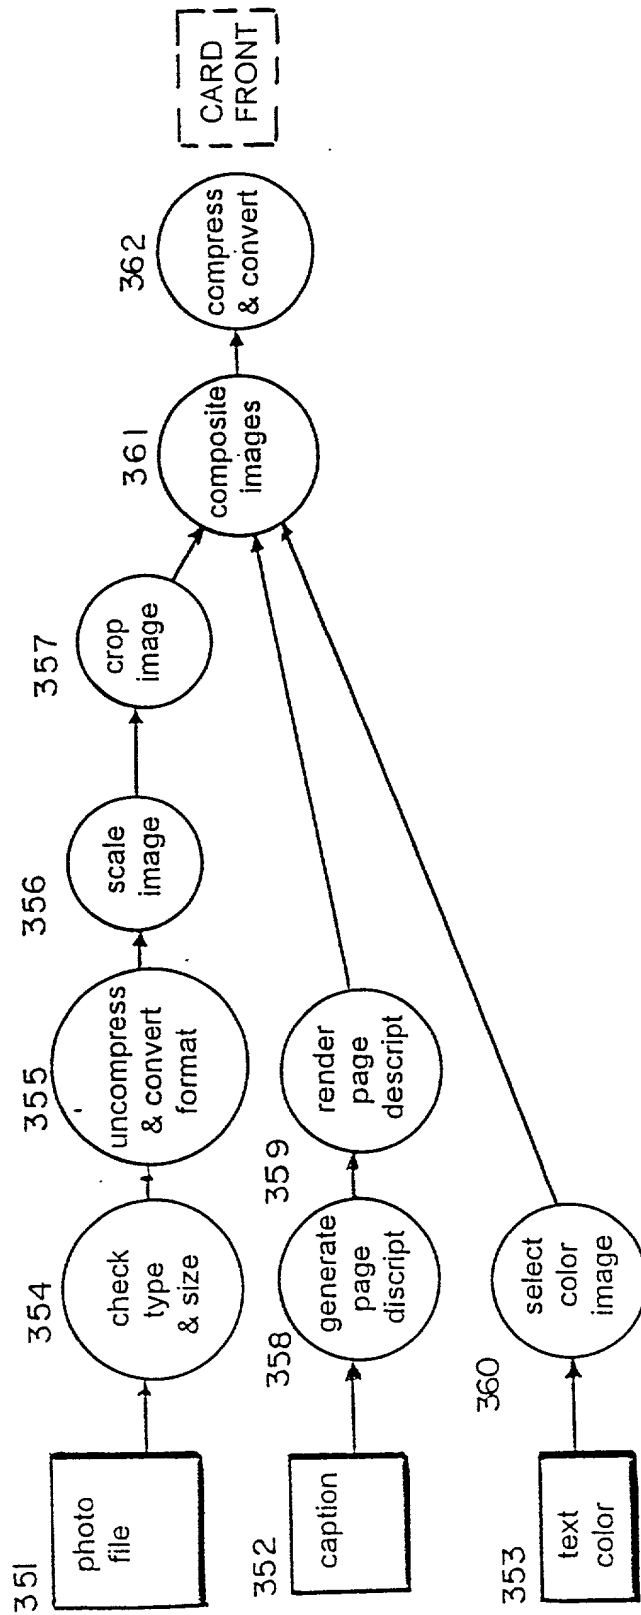 351
photo
file
354
check
type
& size
355
uncompress
& convert
format
356
scale
image
357
crop
image
352
caption
358
generate
page
discript
359
render
page
descript
353
text
color
360
select
color
image
361
composite
images
362
compress
& convert
CARD
FRONT